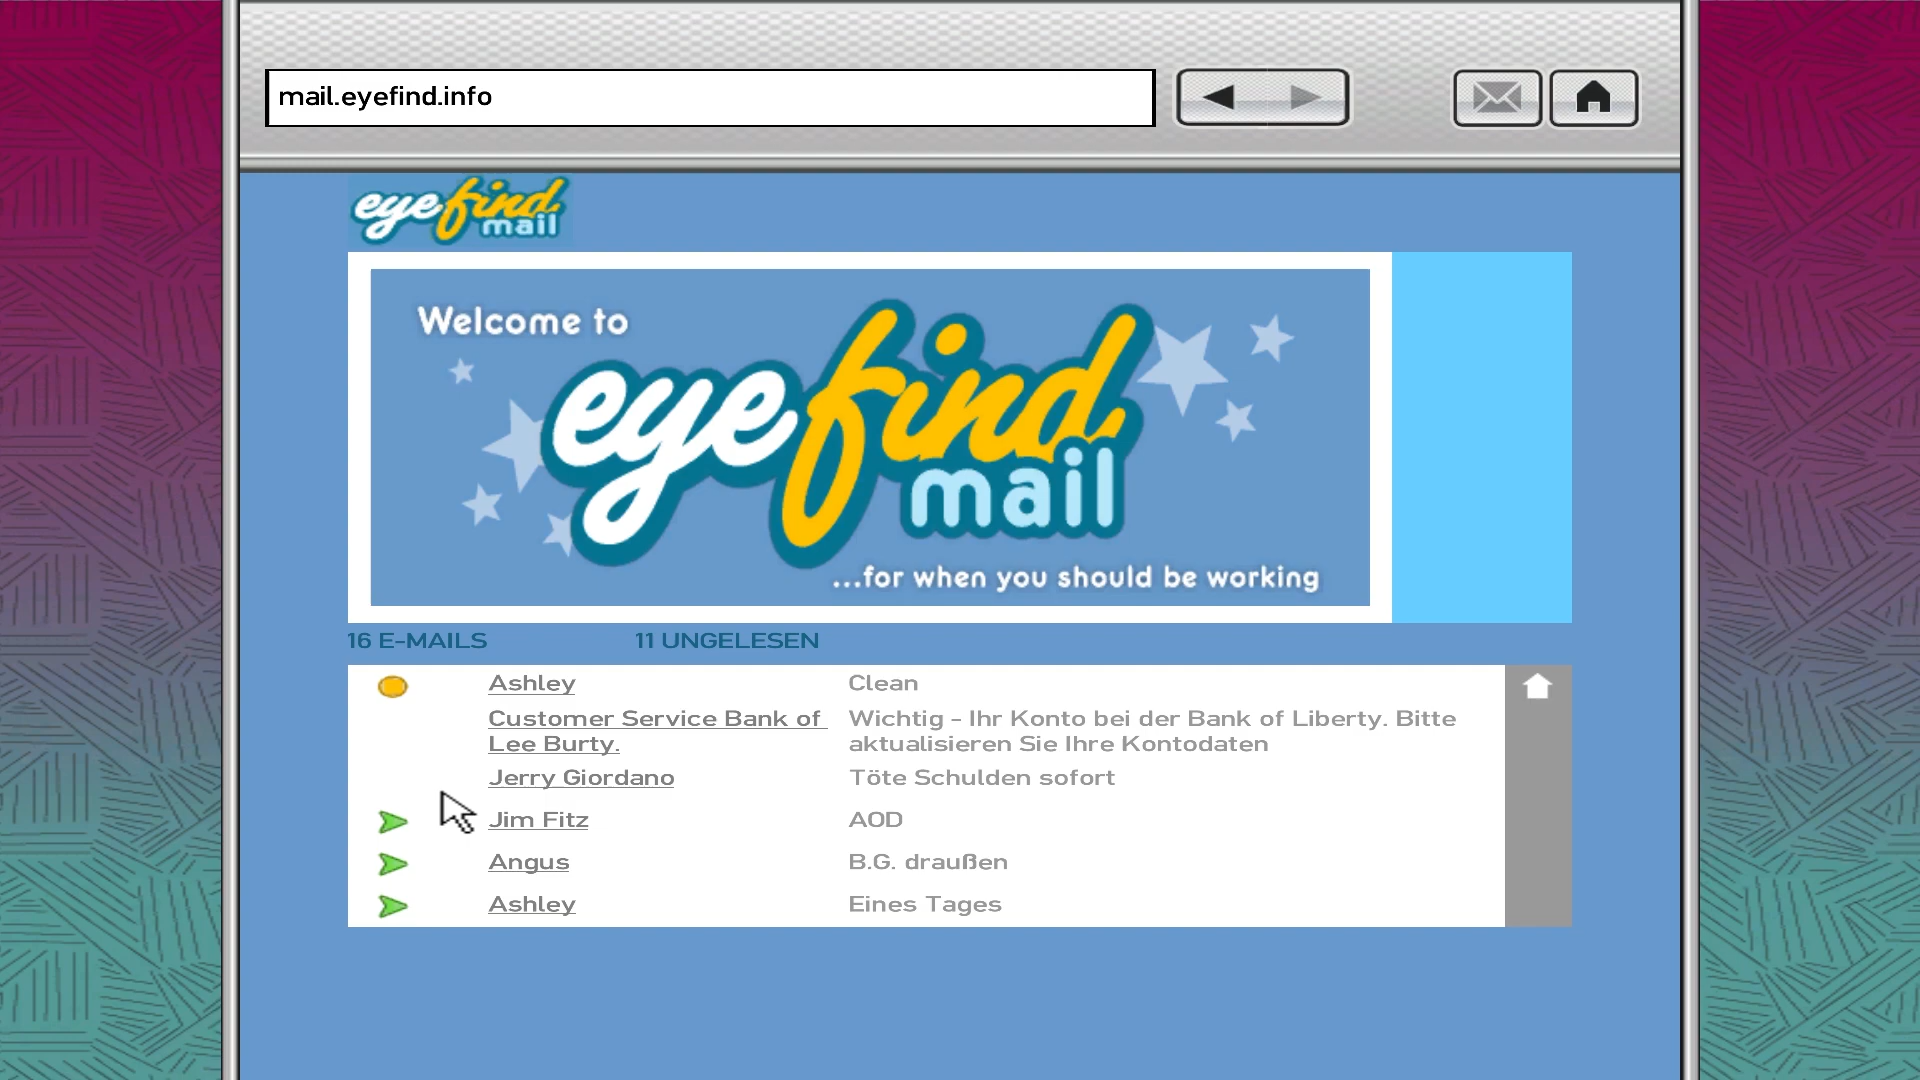 mail.eyefind.info
eyefind
mail
Welcome to
eyefind
mail
...for when you should be working
16 E-MAILS 11 UNGELESEN
Ashley Clean
Customer Service Bank of Wichtig - Ihr Konto bei der Bank of Liberty. Bitte
Lee Burty. aktualisieren Sie Ihre Kontodaten
Jerry Giordano Töte Schulden sofort
Jim Fitz AOD
Angus B.G. draußen
Ashley Eines Tages